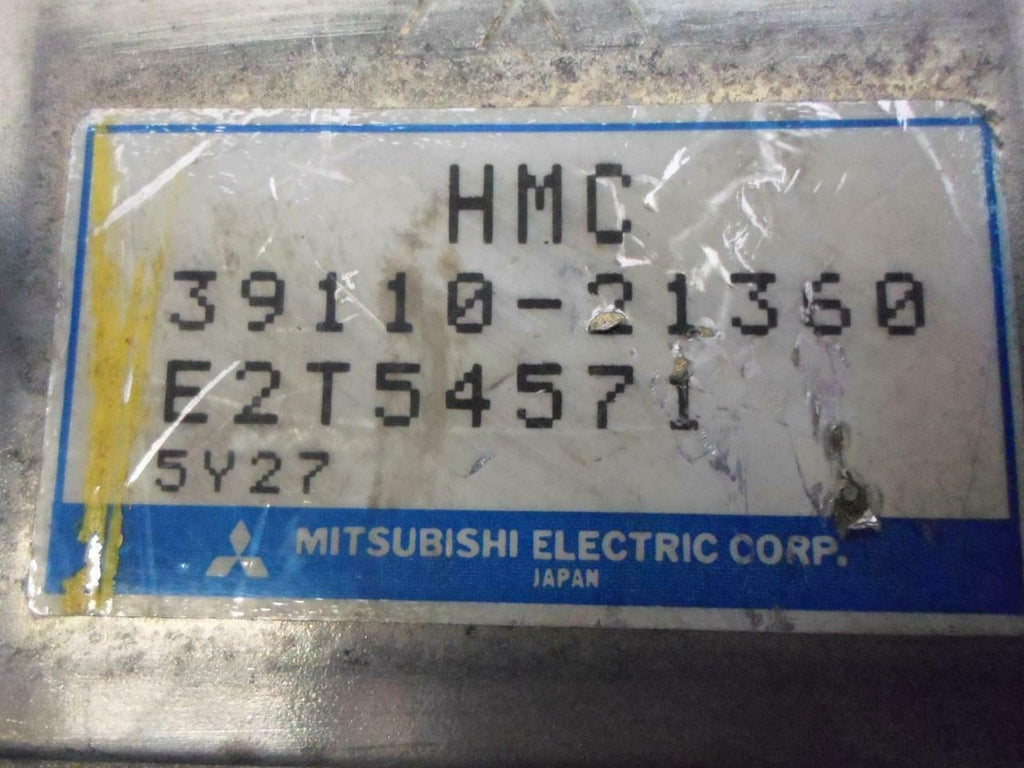 HMC
39110-21360
E2T54571
5Y27
MITSUBISHI ELECTRIC CORP.
JAPAN